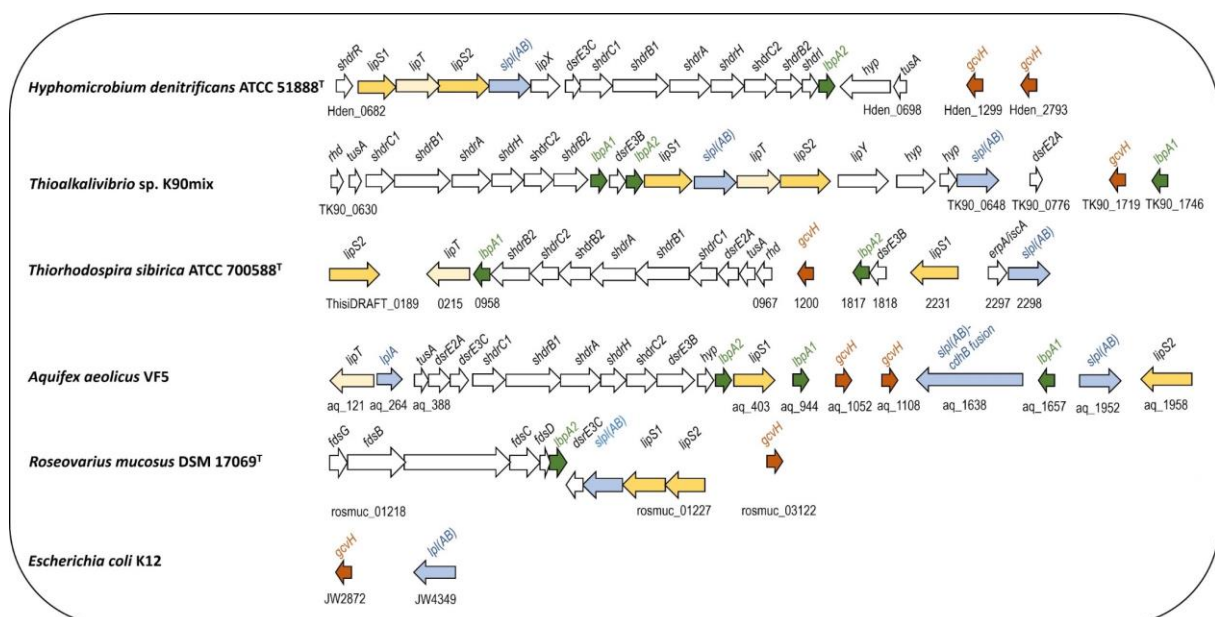 shdrR lipS1 lipT lipS2 slpl(AB) lipX dsrE3C shdrC1 shdrB1 shdrA shdrH shdrC2 shdrB2 shdrI lbpA2 hyp tusA gcvH gcvH
Hyphomicrobium denitrificans ATCC 51888T
Hden_0682 Hden_0698 Hden_1299 Hden_2793
rhd tusA shdrC1 shdrB1 shdrA shdrH shdrC2 shdrB2 lbpA1 dsrE3B lbpA2 lipS1 slpl(AB) lipT lipS2 lipY hyp hyp slpl(AB) dsrE2A gcvH lbpA1
Thioalkalivibrio sp. K90mix
TK90_0630 TK90_0648 TK90_0776 TK90_1719 TK90_1746
lipS2 lipT lbpA1 shdrB2 shdrC2 shdrB2 shdrA shdrB1 shdrC1 dsrE2A tusA rhd gcvH lbpA2 dsrE3B lipS1 erpA/iscA slpl(AB)
Thiorhodospira sibirica ATCC 700588T
ThisiDRAFT_0189 0215 0958 0967 1200 1817 1818 2231 2297 2298
lipT lplA tusA dsrE2A dsrE3C shdrC1 shdrB1 shdrA shdrH shdrC2 dsrE3B hyp lbpA2 lipS1 lbpA1 gcvH gcvH slpl(AB)-
cdhB fusion lbpA1 slpl(AB) lipS2
Aquifex aeolicus VF5
aq_121 aq_264 aq_388 aq_403 aq_944 aq_1052 aq_1108 aq_1638 aq_1657 aq_1952 aq_1958
fdsG fdsB fdsC fdsD lbpA2 dsrE3C slpl(AB) lipS1 lipS2 gcvH
Roseovarius mucosus DSM 17069T
rosmuc_01218 rosmuc_01227 rosmuc_03122
gcvH lpl(AB)
Escherichia coli K12
JW2872 JW4349